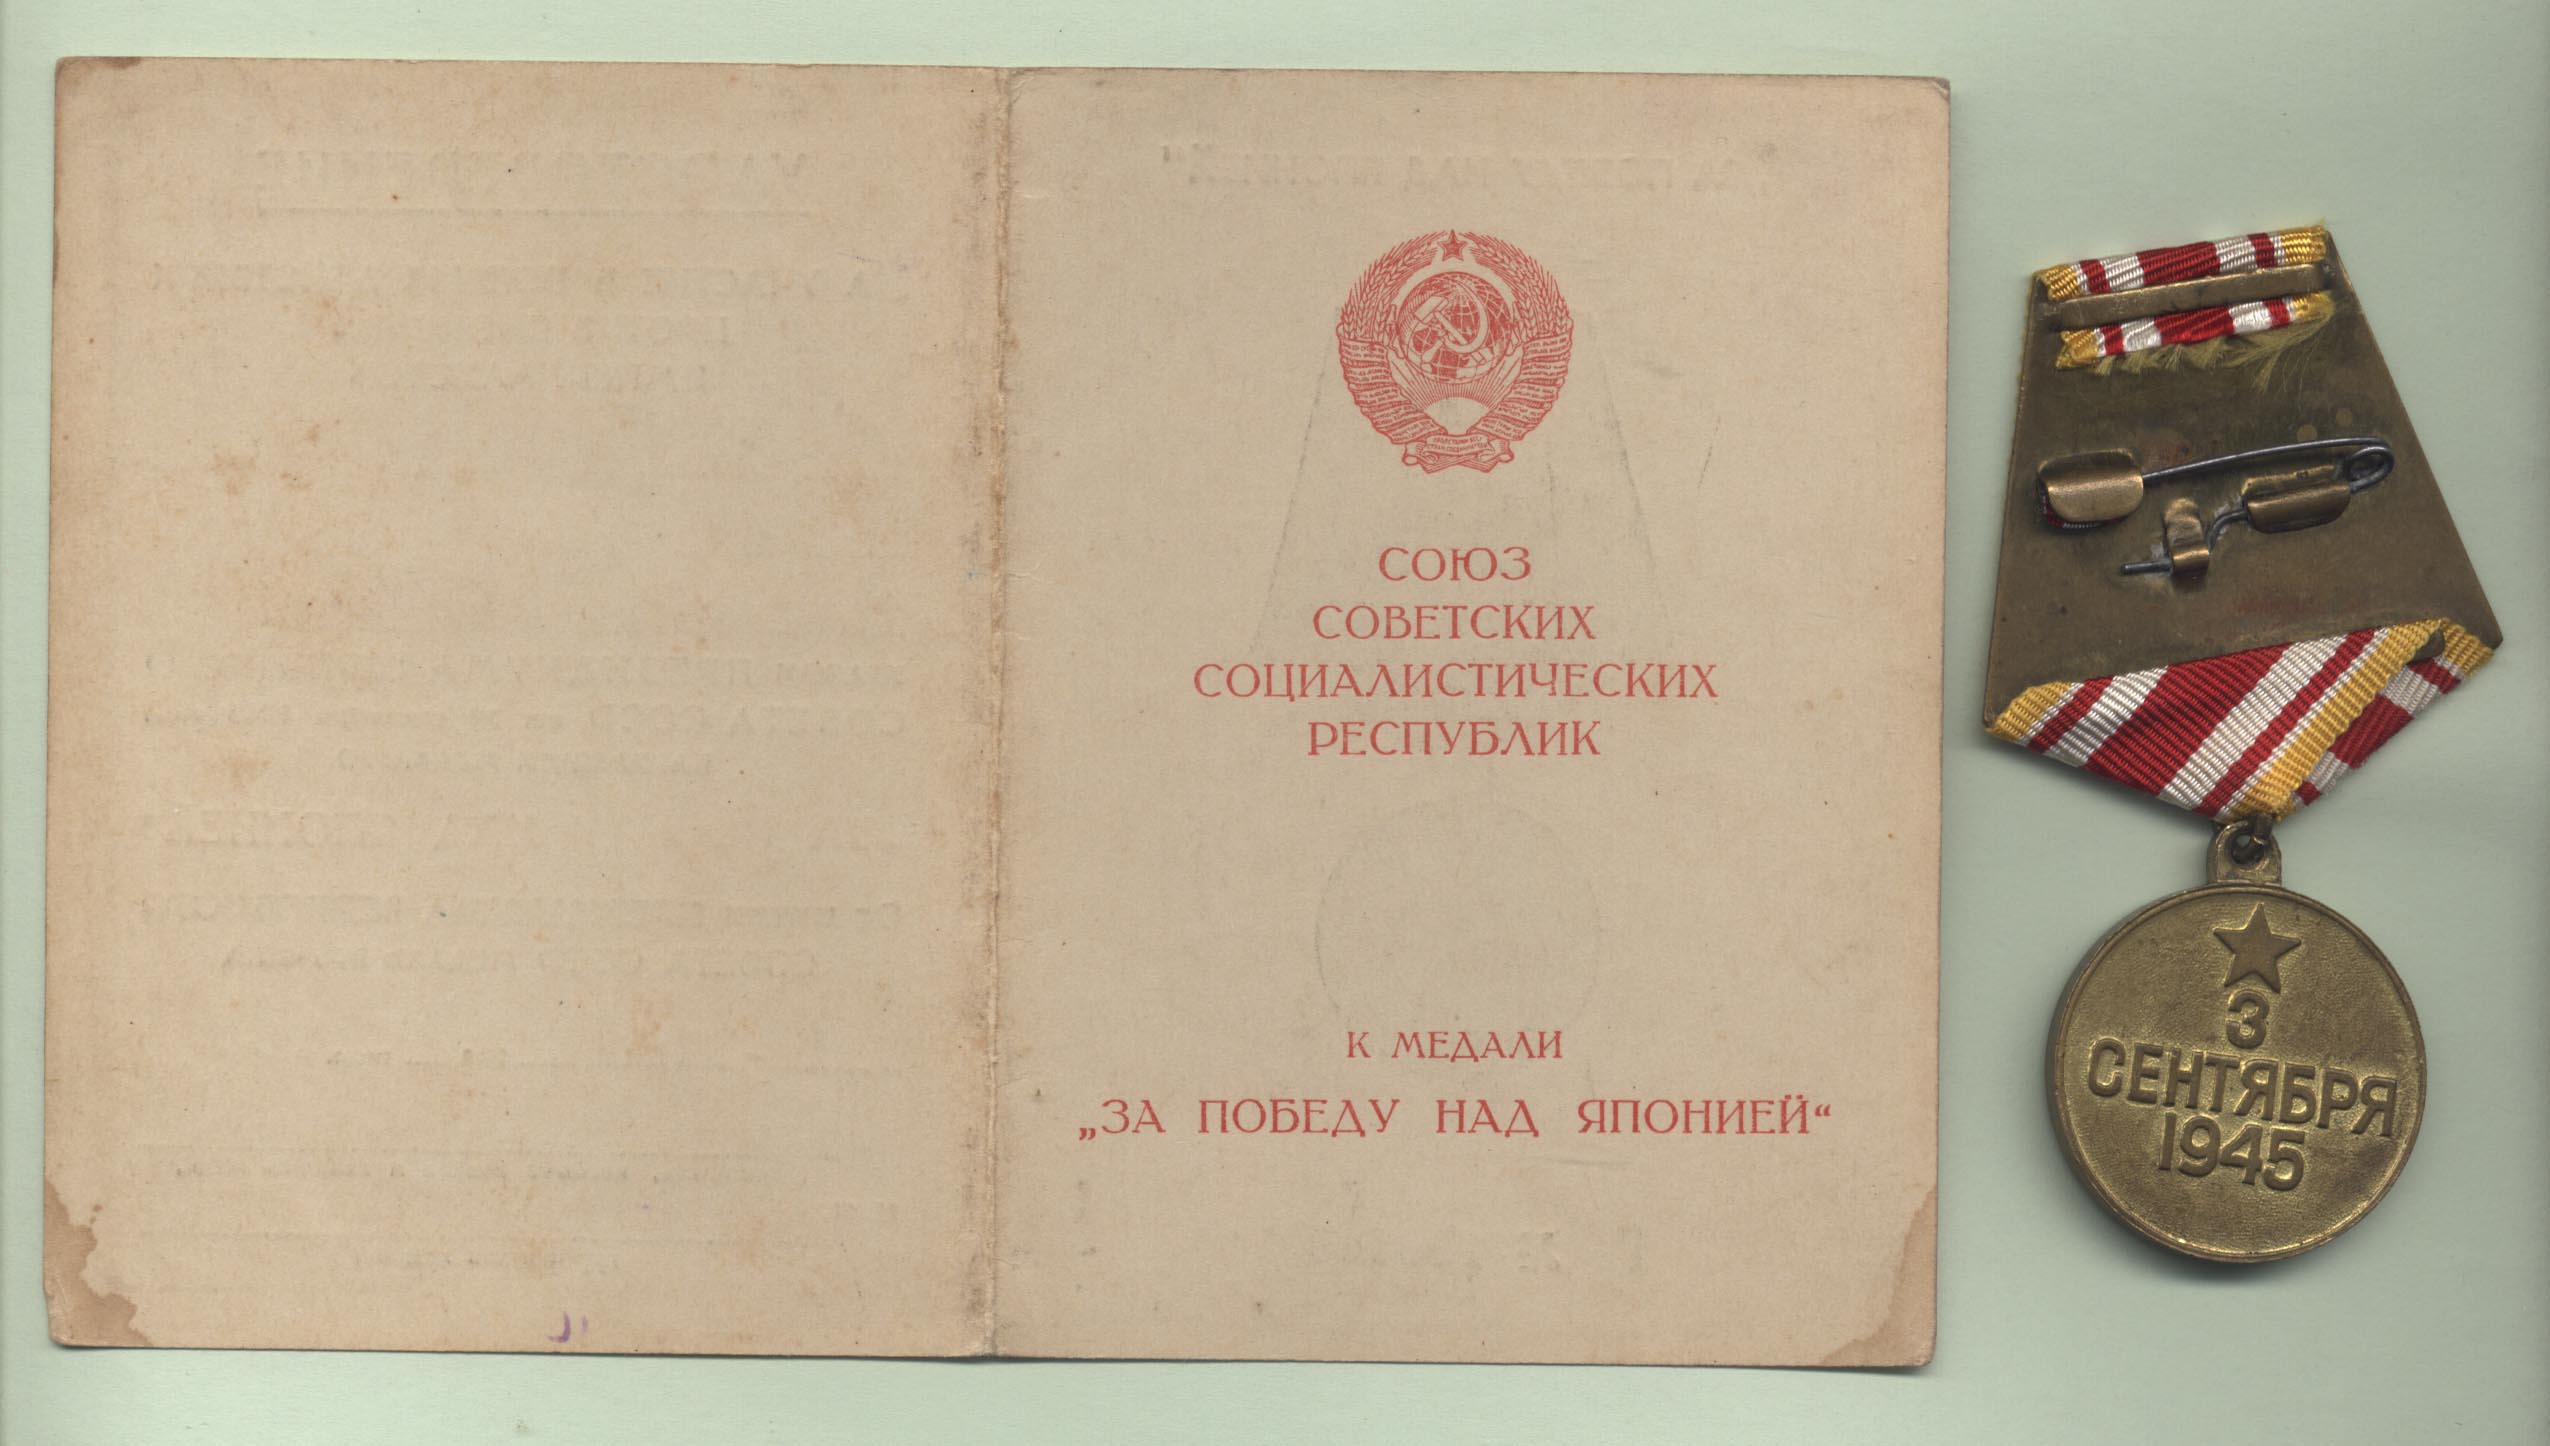 СОЮЗ
СОВЕТСКИХ
СОЦИАЛИСТИЧЕСКИХ
РЕСПУБЛИК
К МЕДАЛИ
„ЗА ПОБЕДУ НАД ЯПОНИЕЙ“
3
СЕНТЯБРЯ
1945